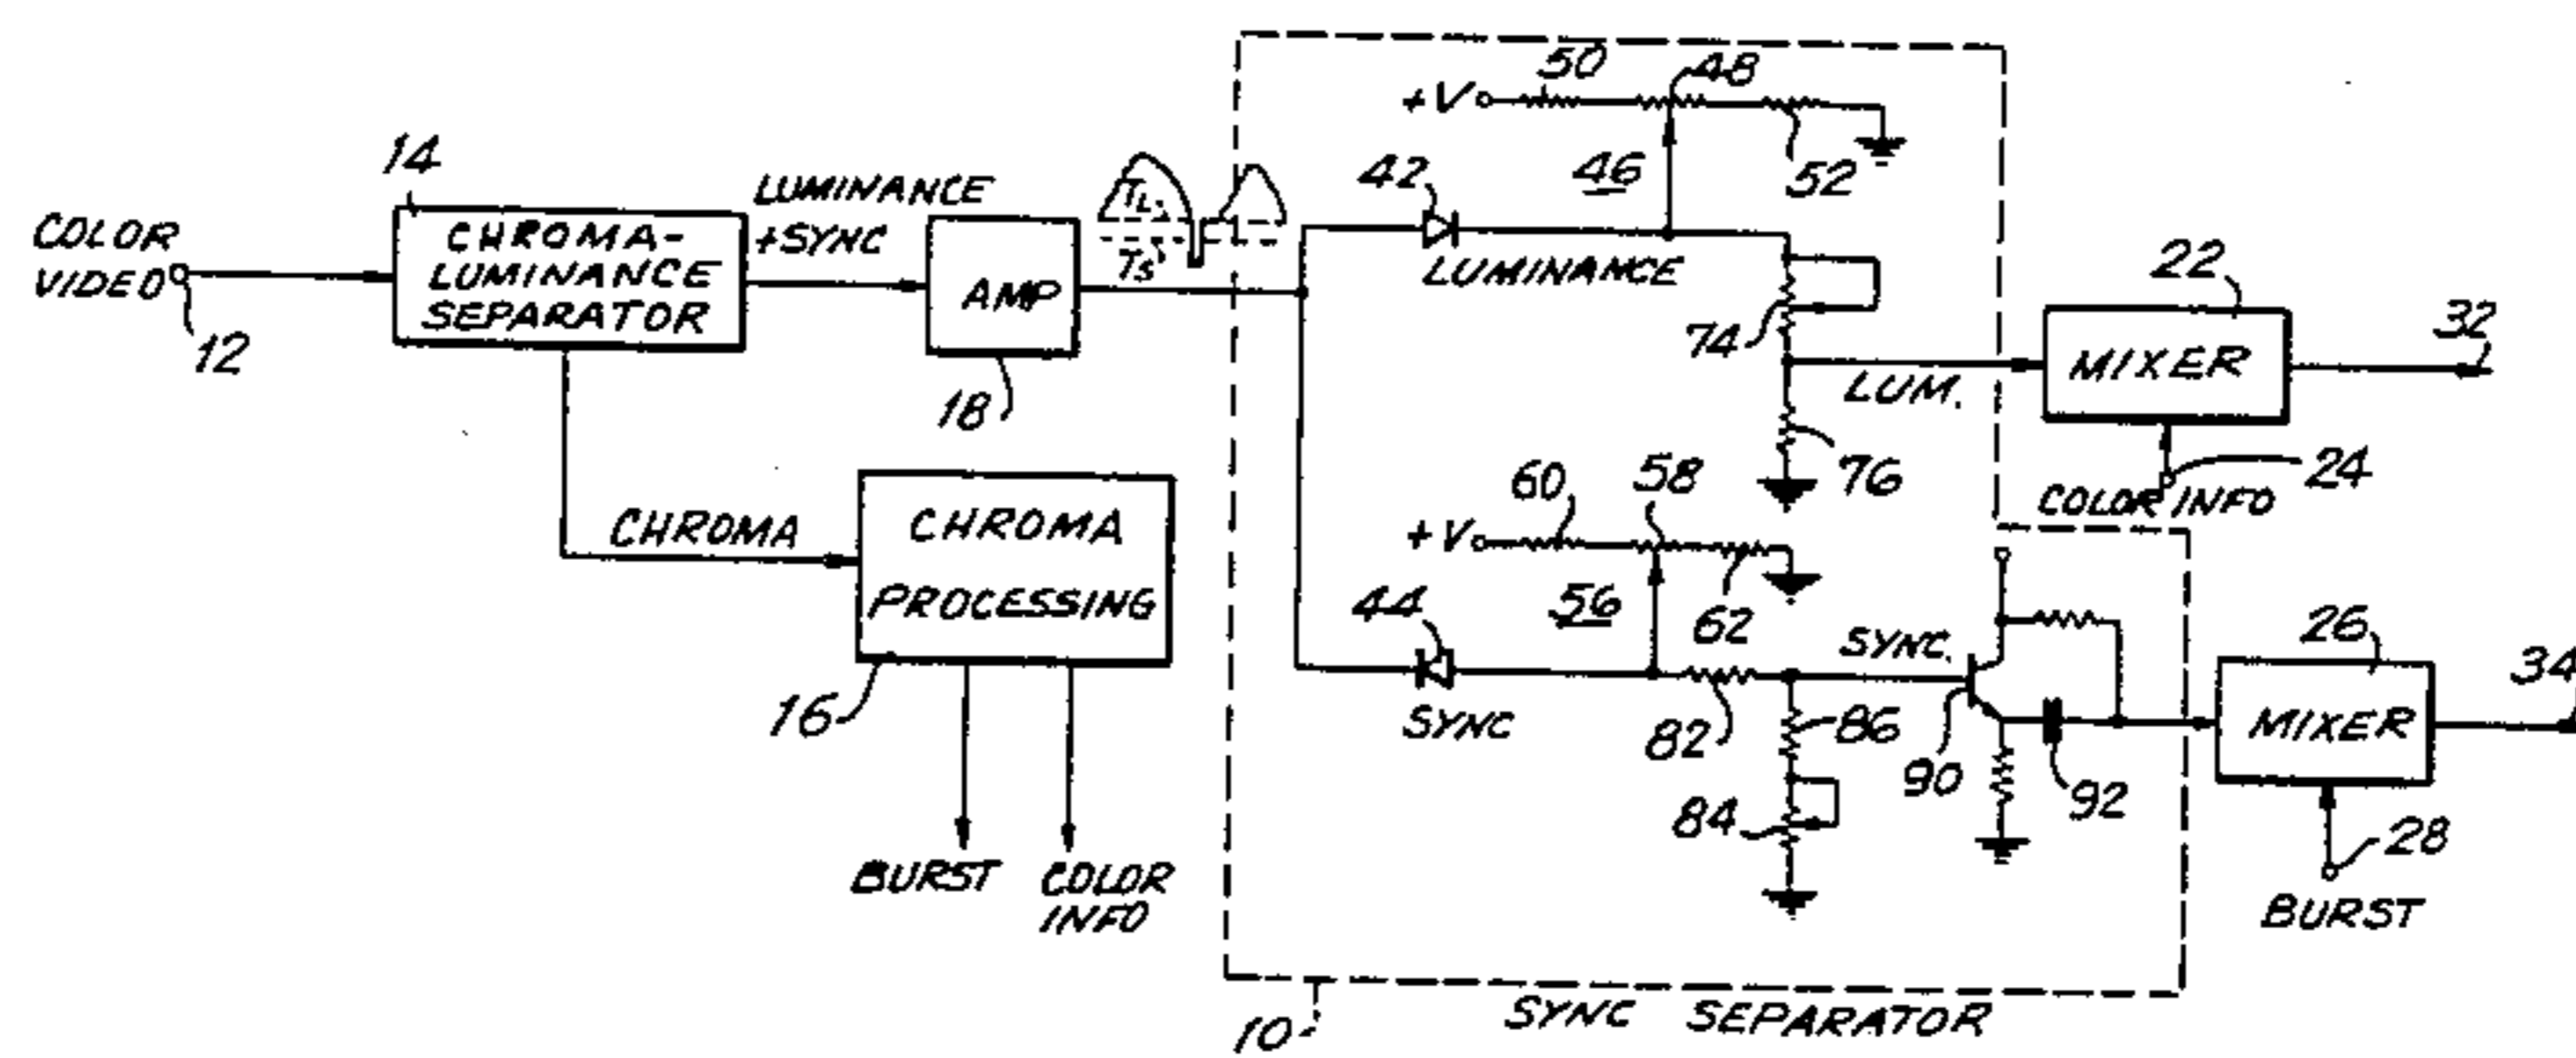 COLOR
VIDEO
12
14
CHROMA-
LUMINANCE
SEPARATOR
LUMINANCE
+SYNC
AMP
18
TL
TS
CHROMA
CHROMA
PROCESSING
16
BURST
COLOR
INFO
+V
50
48
52
46
42
LUMINANCE
74
LUM.
76
MIXER
22
32
24
COLOR INFO
+V
60
58
62
56
44
SYNC
82
86
84
SYNC.
90
92
MIXER
26
34
28
BURST
10
SYNC SEPARATOR